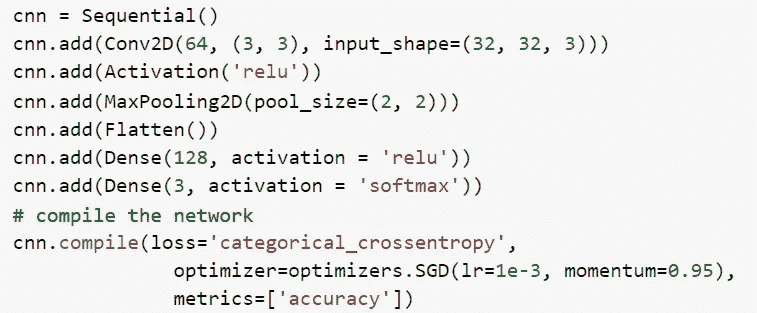 cnn = Sequential()
cnn.add(Conv2D(64, (3, 3), input_shape=(32, 32, 3)))
cnn.add(Activation('relu'))
cnn.add(MaxPooling2D(pool_size=(2, 2)))
cnn.add(Flatten())
cnn.add(Dense(128, activation = 'relu'))
cnn.add(Dense(3, activation = 'softmax'))
# compile the network
cnn.compile(loss='categorical_crossentropy',
            optimizer=optimizers.SGD(lr=1e-3, momentum=0.95),
            metrics=['accuracy'])